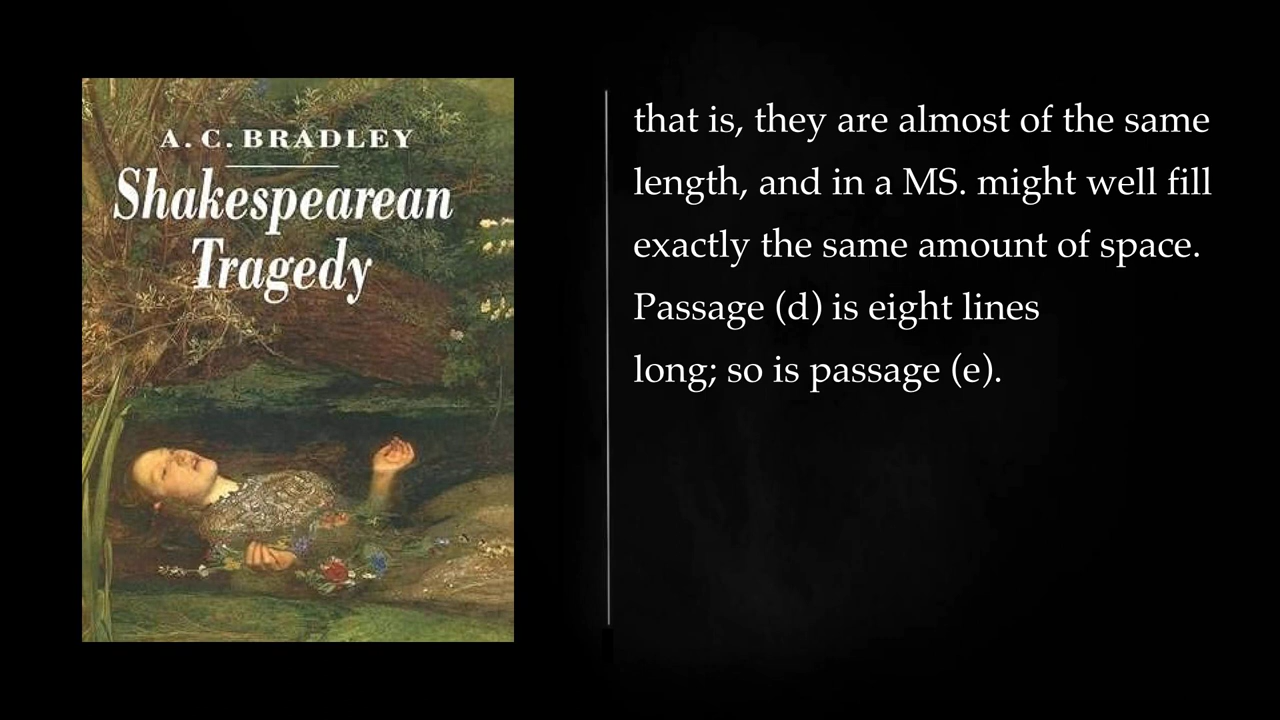 A. C. BRADLEY
Shakespearean
Tragedy
that is, they are almost of the same
length, and in a MS. might well fill
exactly the same amount of space.
Passage (d) is eight lines
long; so is passage (e).